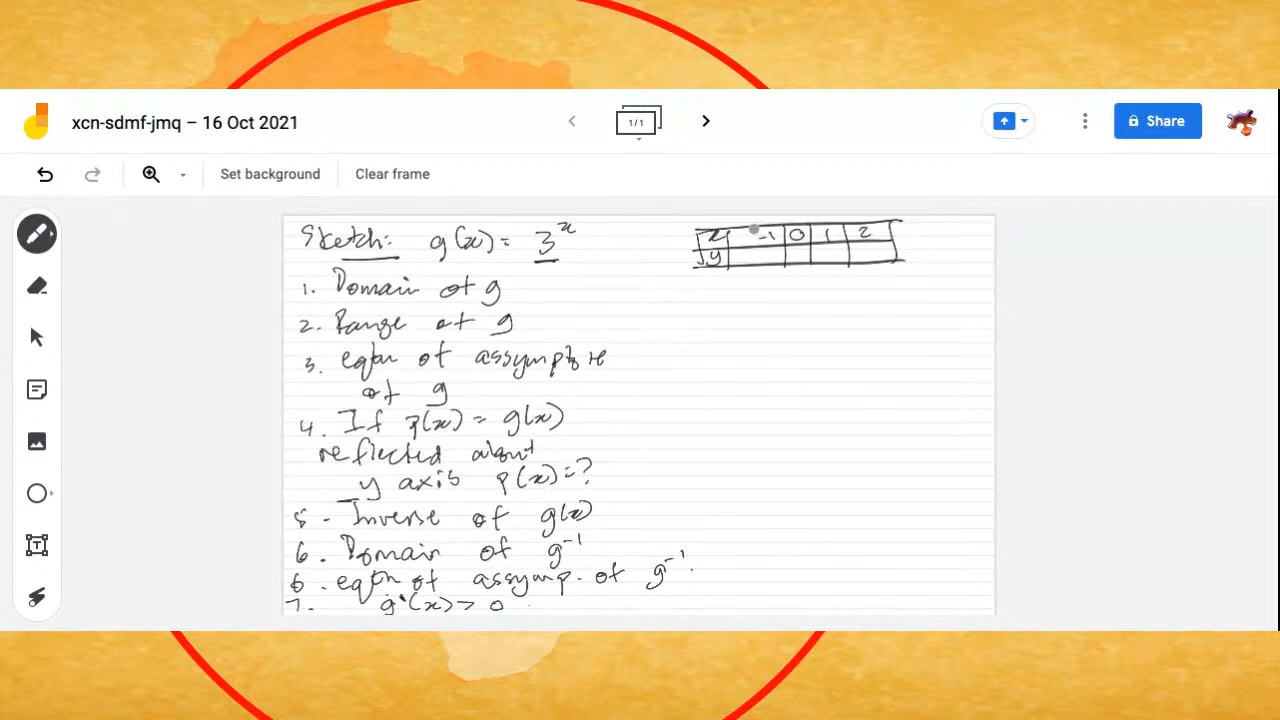 xcn-sdmf-jmq – 16 Oct 2021
1/1
Share
Set background
Clear frame
Sketch: g(x) = 3^x
x -1 0 1 2
y
1. Domain of g
2. Range of g
3. eqtn of assymptote
of g
4. If p(x) = g(x)
reflected about
y axis p(x)=?
5. Inverse of g(x)
6. Domain of g^-1
6. eqtn of assymp. of g^-1.
7. (x) > 0